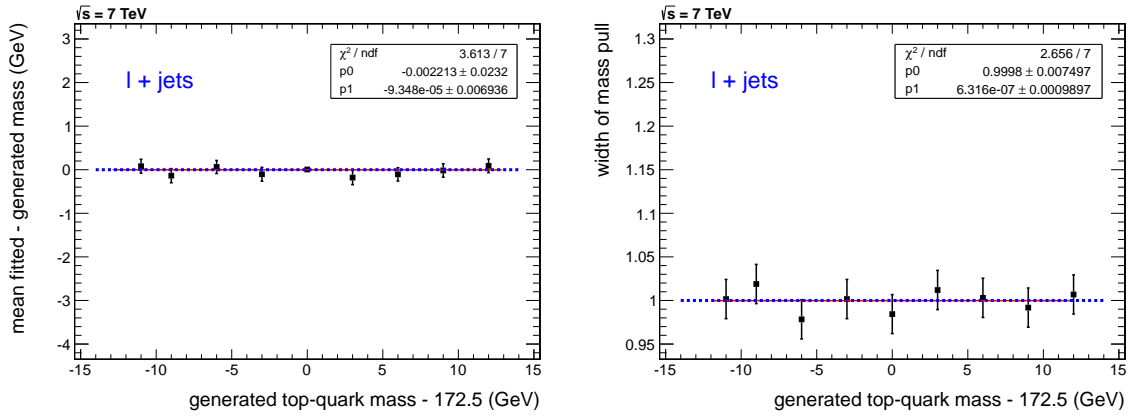 √s = 7 TeV
mean fitted - generated mass (GeV)
3
2
1
0
-1
-2
-3
-4
l + jets
χ² / ndf 3.613 / 7
p0 -0.002213 ± 0.0232
p1 -9.348e-05 ± 0.006936
-15 -10 -5 0 5 10 15
generated top-quark mass - 172.5 (GeV)
√s = 7 TeV
width of mass pull
1.3
1.25
1.2
1.15
1.1
1.05
1
0.95
l + jets
χ² / ndf 2.656 / 7
p0 0.9998 ± 0.007497
p1 6.316e-07 ± 0.0009897
-15 -10 -5 0 5 10 15
generated top-quark mass - 172.5 (GeV)